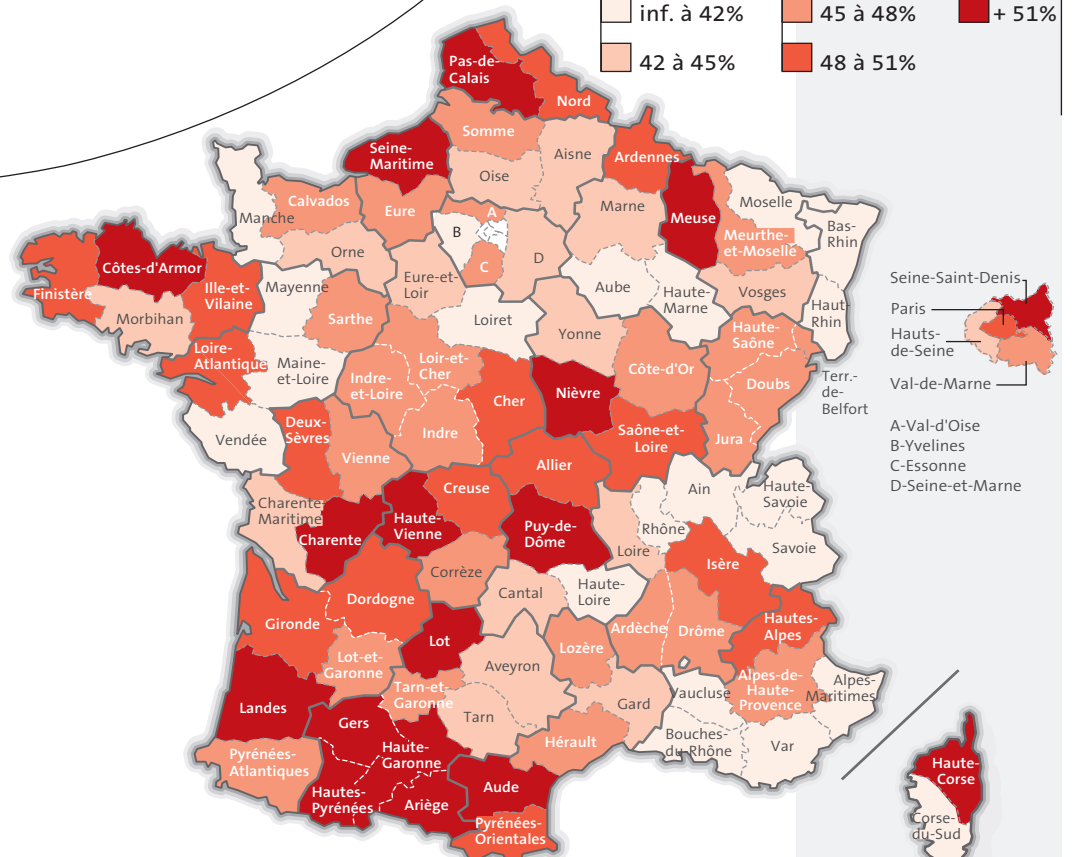 inf. à 42%
45 à 48%
+ 51%
42 à 45%
48 à 51%
Pas-de-
Calais
Nord
Somme
Seine-
Maritime
Aisne
Ardennes
Oise
Manche
Calvados
Eure
A
B
C
D
Marne
Meuse
Moselle
Meurthe-
et-Moselle
Bas-
Rhin
Orne
Côtes-d'Armor
Finistère
Ille-et-
Vilaine
Morbihan
Mayenne
Sarthe
Eure-et-
Loir
Loiret
Yonne
Aube
Haute-
Marne
Vosges
Haut-
Rhin
Seine-Saint-Denis
Paris
Hauts-
de-Seine
Val-de-Marne
Loire-
Atlantique
Maine-
et-Loire
Indre-
et-Loire
Loir-et-
Cher
Cher
Nièvre
Côte-d'Or
Haute-
Saône
Doubs
Terr.-
de-
Belfort
A-Val-d'Oise
B-Yvelines
C-Essonne
D-Seine-et-Marne
Vendée
Deux-
Sèvres
Vienne
Indre
Allier
Saône-et-
Loire
Jura
Charente-
Maritime
Charente
Haute-
Vienne
Creuse
Puy-de-
Dôme
Loire
Rhône
Ain
Haute-
Savoie
Savoie
Isère
Corrèze
Cantal
Haute-
Loire
Dordogne
Gironde
Lot
Lot-et-
Garonne
Aveyron
Lozère
Ardèche
Drôme
Hautes-
Alpes
Tarn-et-
Garonne
Tarn
Gard
Vaucluse
Alpes-de-
Haute-
Provence
Alpes-
Maritimes
Landes
Gers
Haute-
Garonne
Hérault
Bouches-
du-Rhône
Var
Pyrénées-
Atlantiques
Hautes-
Pyrénées
Ariège
Aude
Pyrénées-
Orientales
Haute-
Corse
Corse-
du-Sud